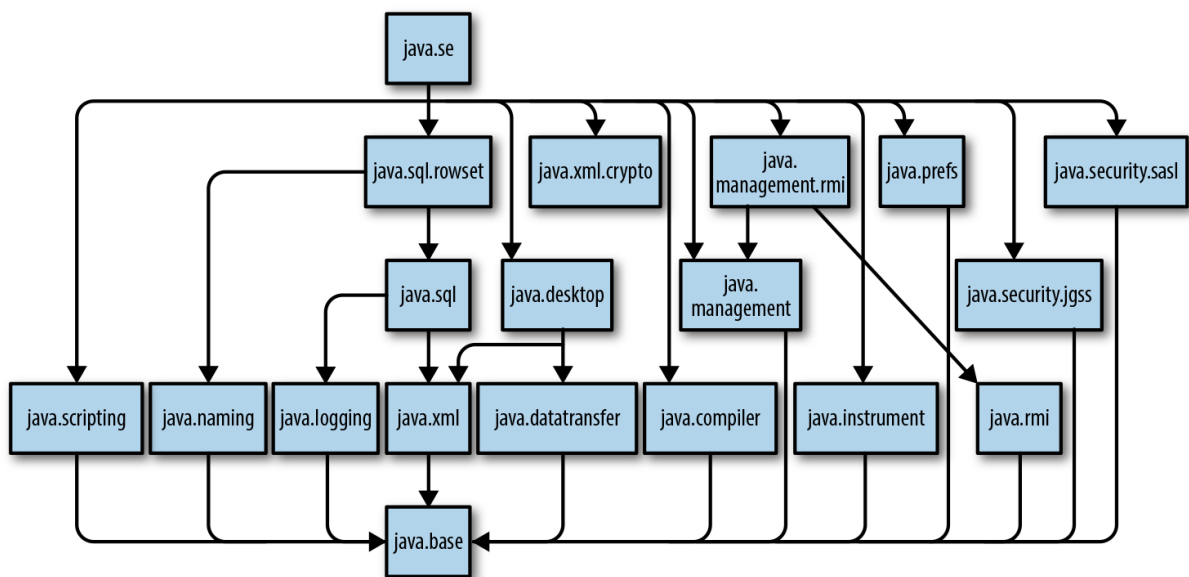 java.se
java.sql.rowset
java.xml.crypto
java.
management.rmi
java.prefs
java.security.sasl
java.sql
java.desktop
java.
management
java.security.jgss
java.scripting
java.naming
java.logging
java.xml
java.datatransfer
java.compiler
java.instrument
java.rmi
java.base